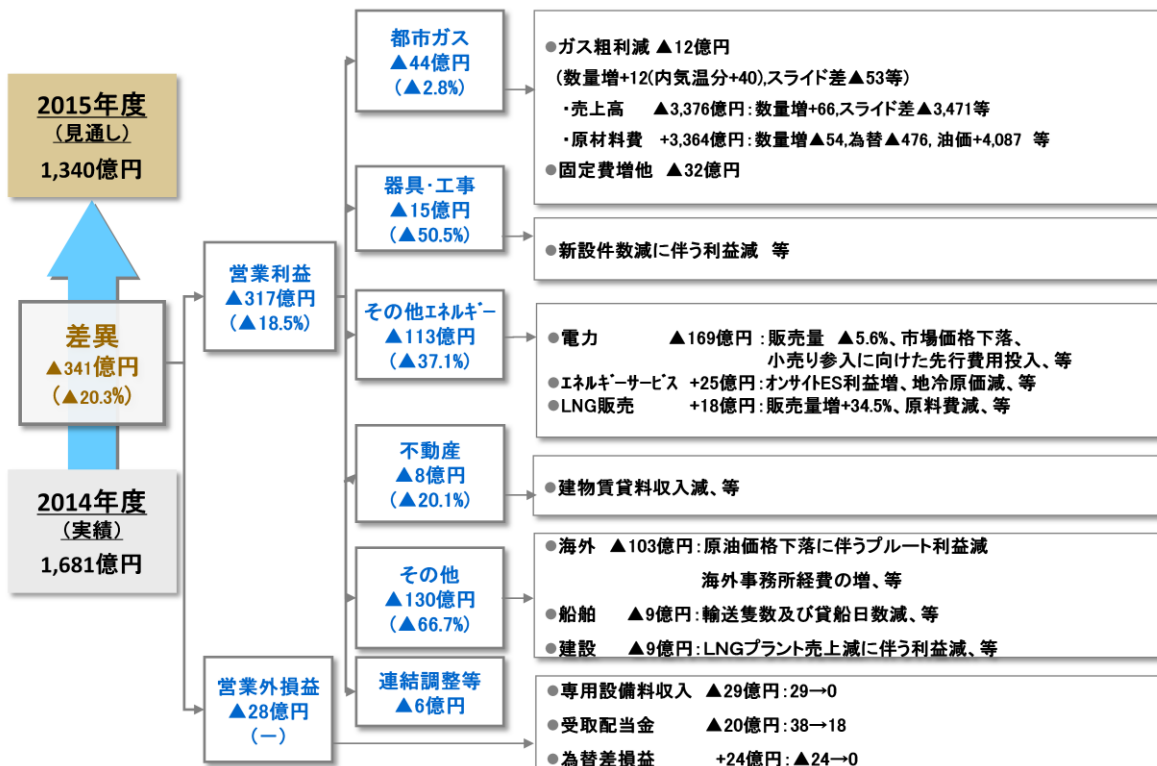 2015年度
(見通し)
1,340億円
差異
▲341億円
(▲20.3%)
2014年度
(実績)
1,681億円
営業利益
▲317億円
(▲18.5%)
営業外損益
▲28億円
(ー)
都市ガス
▲44億円
(▲2.8%)
●ガス粗利減 ▲12億円
(数量増+12(内気温分+40),スライド差▲53等)
・売上高 ▲3,376億円:数量増+66,スライド差▲3,471等
・原材料費 +3,364億円:数量増▲54,為替▲476, 油価+4,087 等
●固定費増他 ▲32億円
器具・工事
▲15億円
(▲50.5%)
●新設件数減に伴う利益減 等
その他エネルギー
▲113億円
(▲37.1%)
●電力 ▲169億円:販売量 ▲5.6%、市場価格下落、
小売り参入に向けた先行費用投入、等
●エネルギーサービス +25億円:オンサイトES利益増、地冷原価減、等
●LNG販売 +18億円:販売量増+34.5%、原料費減、等
不動産
▲8億円
(▲20.1%)
●建物賃貸料収入減、等
その他
▲130億円
(▲66.7%)
●海外 ▲103億円:原油価格下落に伴うプルート利益減
海外事務所経費の増、等
●船舶 ▲9億円:輸送隻数及び貸船日数減、等
●建設 ▲9億円:LNGプラント売上減に伴う利益減、等
連結調整等
▲6億円
●専用設備料収入 ▲29億円:29→0
●受取配当金 ▲20億円:38→18
●為替差損益 +24億円:▲24→0